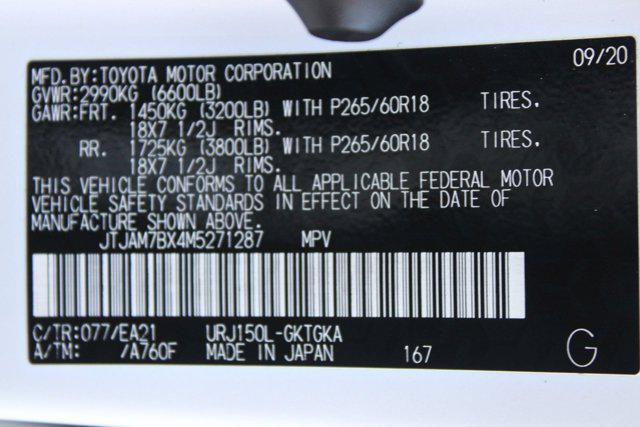 09/20
MFD.BY:TOYOTA MOTOR CORPORATION
GVWR:2990KG (6600LB)
GAWR:FRT. 1450KG (3200LB) WITH P265/60R18 TIRES.
18X7 1/2J RIMS.
RR. 1725KG (3800LB) WITH P265/60R18 TIRES.
18X7 1/2J RIMS.
THIS VEHICLE CONFORMS TO ALL APPLICABLE FEDERAL MOTOR
VEHICLE SAFETY STANDARDS IN EFFECT ON THE DATE OF
MANUFACTURE SHOWN ABOVE.
JTJAM7BX4M5271287 MPV
C/TR:077/EA21 URJ150L-GKTGKA
A/TM: /A760F MADE IN JAPAN 167 G